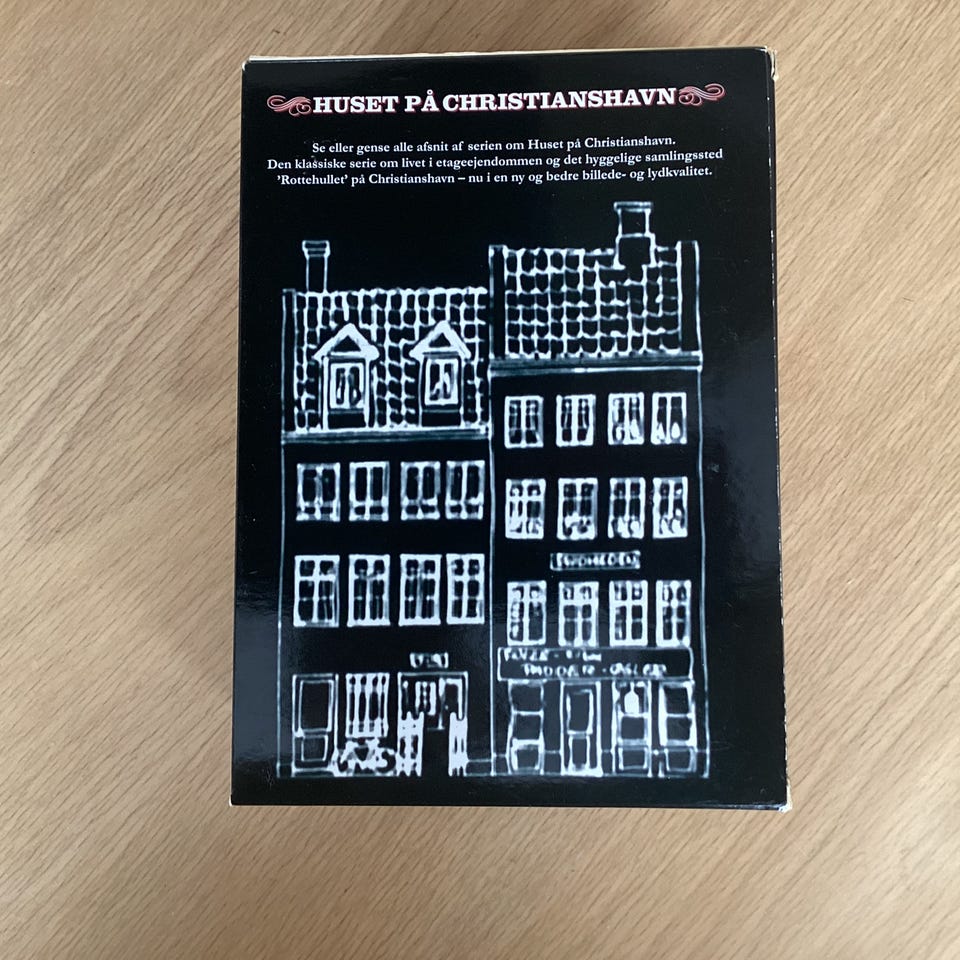 HUSET PÅ CHRISTIANSHAVN
Se eller gense alle afsnit af serien om Huset på Christianshavn.
Den klassiske serie om livet i etageejendommen og det hyggelige samlingssted
’Rottehullet’ på Christianshavn – nu i en ny og bedre billede- og lydkvalitet.